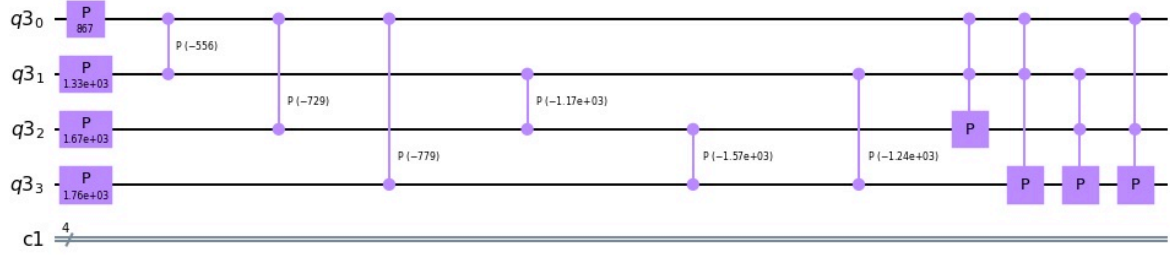 q3₀ P 867
P (−556)
q3₁ P 1.33e+03
P (−729) P (−1.17e+03)
q3₂ P 1.67e+03 P
P (−779) P (−1.57e+03) P (−1.24e+03)
q3₃ P 1.76e+03 P P P
4
c1